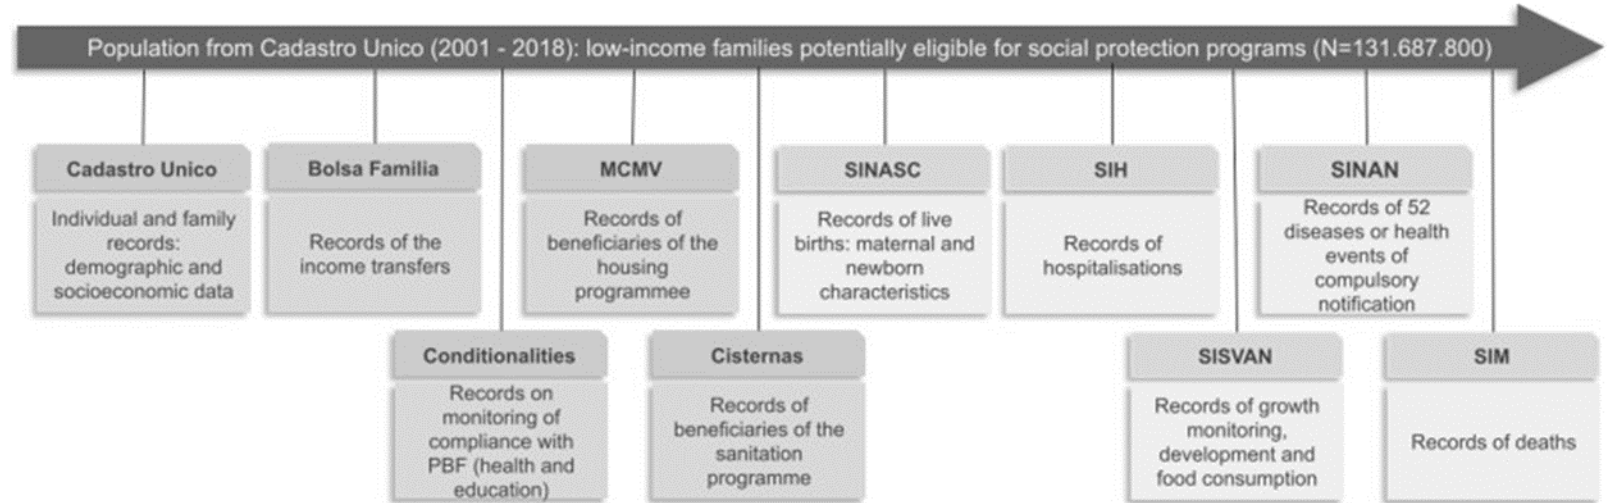 Population from Cadastro Unico (2001 - 2018): low-income families potentially eligible for social protection programs (N=131.687.800)
Cadastro Unico
Individual and family
records:
demographic and
socioeconomic data
Bolsa Familia
Records of the
income transfers
MCMV
Records of
beneficiaries of the
housing
programmee
SINASC
Records of live
births: maternal and
newborn
characteristics
SIH
Records of
hospitalisations
SINAN
Records of 52
diseases or health
events of
compulsory
notification
Conditionalities
Records on
monitoring of
compliance with
PBF (health and
education)
Cisternas
Records of
beneficiaries of the
sanitation
programme
SISVAN
Records of growth
monitoring,
development and
food consumption
SIM
Records of deaths